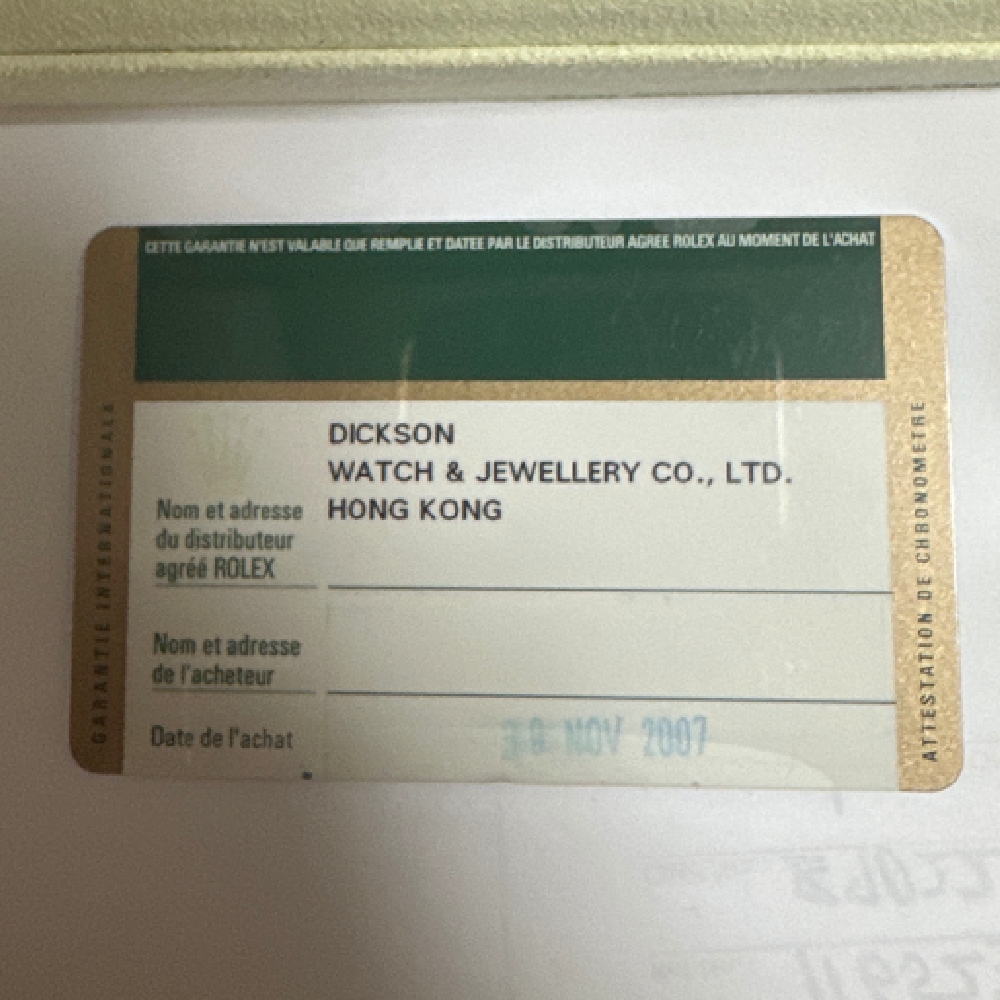 CETTE GARANTIE N'EST VALABLE QUE REMPLIE ET DATEE PAR LE DISTRIBUTEUR AGREE ROLEX AU MOMENT DE L'ACHAT
GARANTIE INTERNATIONALE
DICKSON
WATCH & JEWELLERY CO., LTD.
HONG KONG
Nom et adresse
du distributeur
agréé ROLEX
Nom et adresse
de l'acheteur
Date de l'achat
NOV 2007
ATTESTATION DE CHRONOMETRE